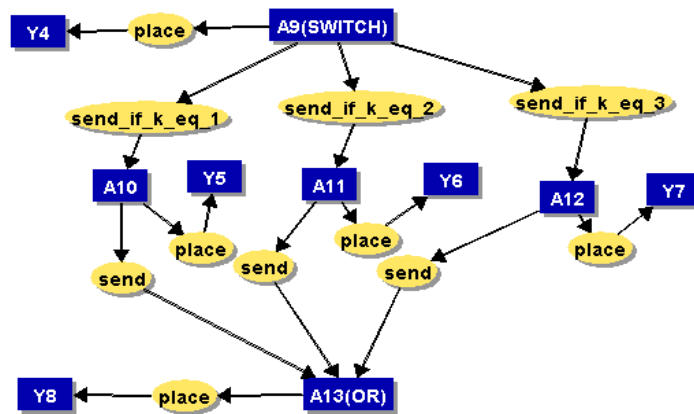 Y4
place
A9(SWITCH)
send_if_k_eq_1
send_if_k_eq_2
send_if_k_eq_3
A10
Y5
A11
Y6
A12
Y7
place
place
place
send
send
send
Y8
place
A13(OR)